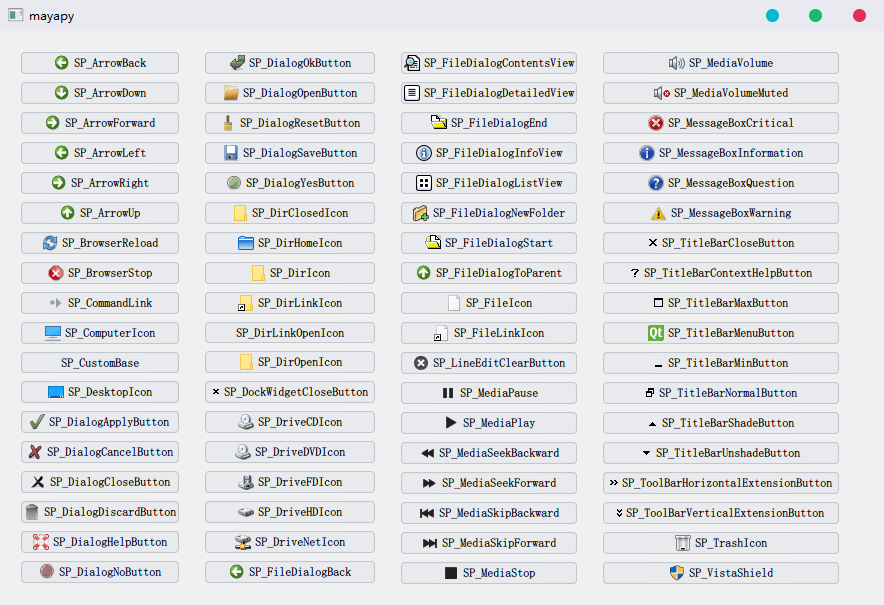 mayapy
SP_ArrowBack
SP_ArrowDown
SP_ArrowForward
SP_ArrowLeft
SP_ArrowRight
SP_ArrowUp
SP_BrowserReload
SP_BrowserStop
SP_CommandLink
SP_ComputerIcon
SP_CustomBase
SP_DesktopIcon
SP_DialogApplyButton
SP_DialogCancelButton
SP_DialogCloseButton
SP_DialogDiscardButton
SP_DialogHelpButton
SP_DialogNoButton
SP_DialogOkButton
SP_DialogOpenButton
SP_DialogResetButton
SP_DialogSaveButton
SP_DialogYesButton
SP_DirClosedIcon
SP_DirHomeIcon
SP_DirIcon
SP_DirLinkIcon
SP_DirLinkOpenIcon
SP_DirOpenIcon
SP_DockWidgetCloseButton
SP_DriveCDIcon
SP_DriveDVDIcon
SP_DriveFDIcon
SP_DriveHDIcon
SP_DriveNetIcon
SP_FileDialogBack
SP_FileDialogContentsView
SP_FileDialogDetailedView
SP_FileDialogEnd
SP_FileDialogInfoView
SP_FileDialogListView
SP_FileDialogNewFolder
SP_FileDialogStart
SP_FileDialogToParent
SP_FileIcon
SP_FileLinkIcon
SP_LineEditClearButton
SP_MediaPause
SP_MediaPlay
SP_MediaSeekBackward
SP_MediaSeekForward
SP_MediaSkipBackward
SP_MediaSkipForward
SP_MediaStop
SP_MediaVolume
SP_MediaVolumeMuted
SP_MessageBoxCritical
SP_MessageBoxInformation
SP_MessageBoxQuestion
SP_MessageBoxWarning
SP_TitleBarCloseButton
SP_TitleBarContextHelpButton
SP_TitleBarMaxButton
Qt SP_TitleBarMenuButton
SP_TitleBarMinButton
SP_TitleBarNormalButton
SP_TitleBarShadeButton
SP_TitleBarUnshadeButton
SP_ToolBarHorizontalExtensionButton
SP_ToolBarVerticalExtensionButton
SP_TrashIcon
SP_VistaShield